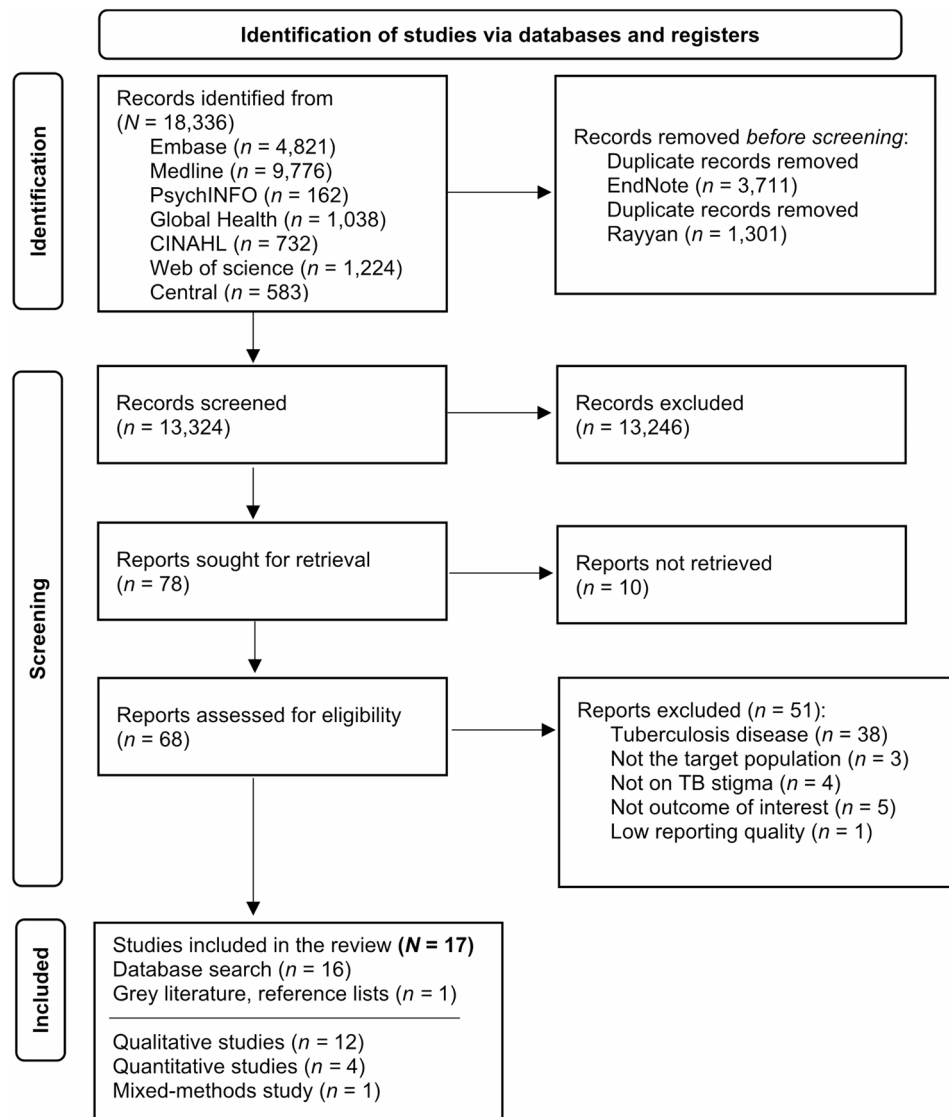 Identification of studies via databases and registers
Identification
Records identified from
(N = 18,336)
Embase (n = 4,821)
Medline (n = 9,776)
PsychINFO (n = 162)
Global Health (n = 1,038)
CINAHL (n = 732)
Web of science (n = 1,224)
Central (n = 583)
Records removed before screening:
Duplicate records removed
EndNote (n = 3,711)
Duplicate records removed
Rayyan (n = 1,301)
Screening
Records screened
(n = 13,324)
Records excluded
(n = 13,246)
Reports sought for retrieval
(n = 78)
Reports not retrieved
(n = 10)
Reports assessed for eligibility
(n = 68)
Reports excluded (n = 51):
Tuberculosis disease (n = 38)
Not the target population (n = 3)
Not on TB stigma (n = 4)
Not outcome of interest (n = 5)
Low reporting quality (n = 1)
Included
Studies included in the review (N = 17)
Database search (n = 16)
Grey literature, reference lists (n = 1)
Qualitative studies (n = 12)
Quantitative studies (n = 4)
Mixed-methods study (n = 1)